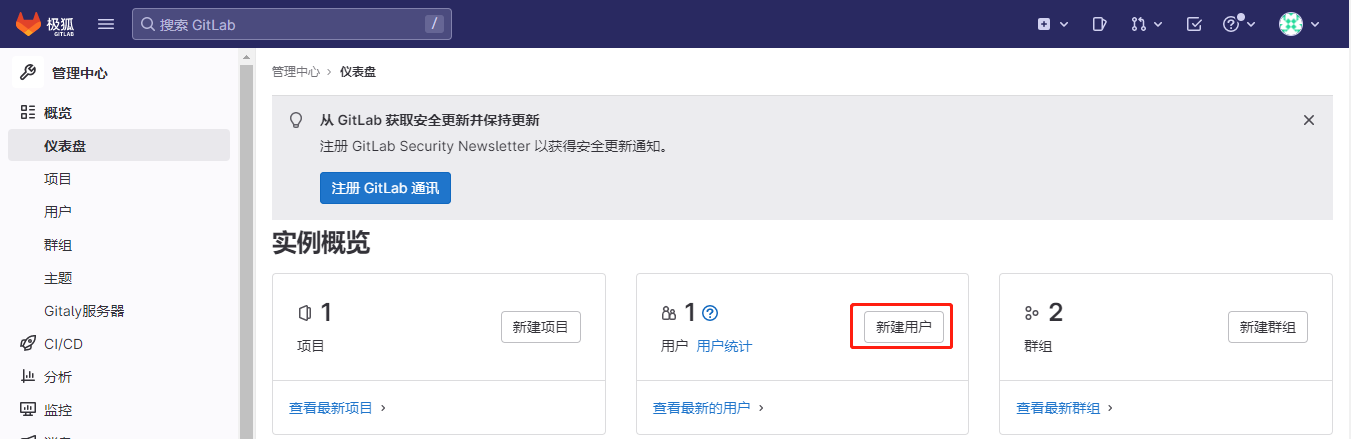 极狐 GITLAB 搜索 GitLab /
管理中心
概览
仪表盘
项目
用户
群组
主题
Gitaly服务器
CI/CD
分析
监控
管理中心 › 仪表盘
从 GitLab 获取安全更新并保持更新
注册 GitLab Security Newsletter 以获得安全更新通知。
注册 GitLab 通讯
实例概览
1
项目
新建项目
查看最新项目 ›
1
用户 用户统计
新建用户
查看最新的用户 ›
2
群组
新建群组
查看最新群组 ›